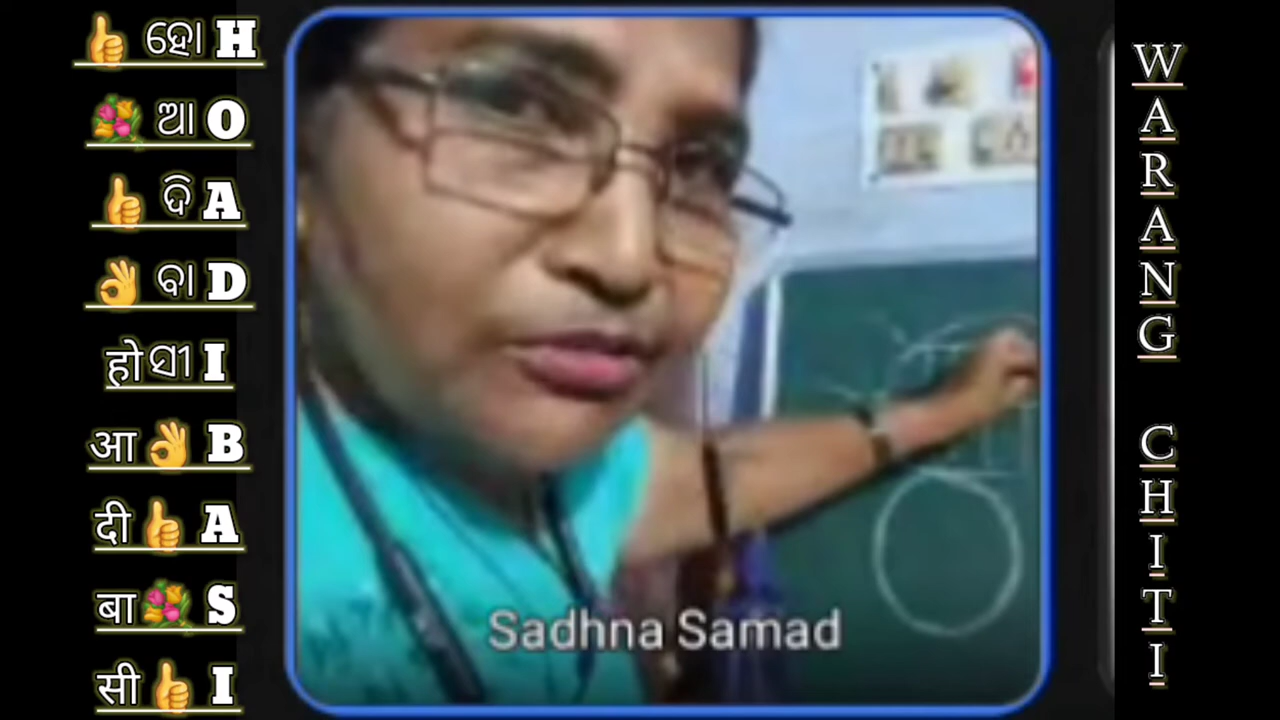 👍 ହୋ H
💐 ଆ O
👍 ଦି A
👌 ବା D
हो ସୀ I
आ 👌 B
दी 👍 A
बा 💐 S
सी 👍 I
Sadhna Samad
WARANG CHITI